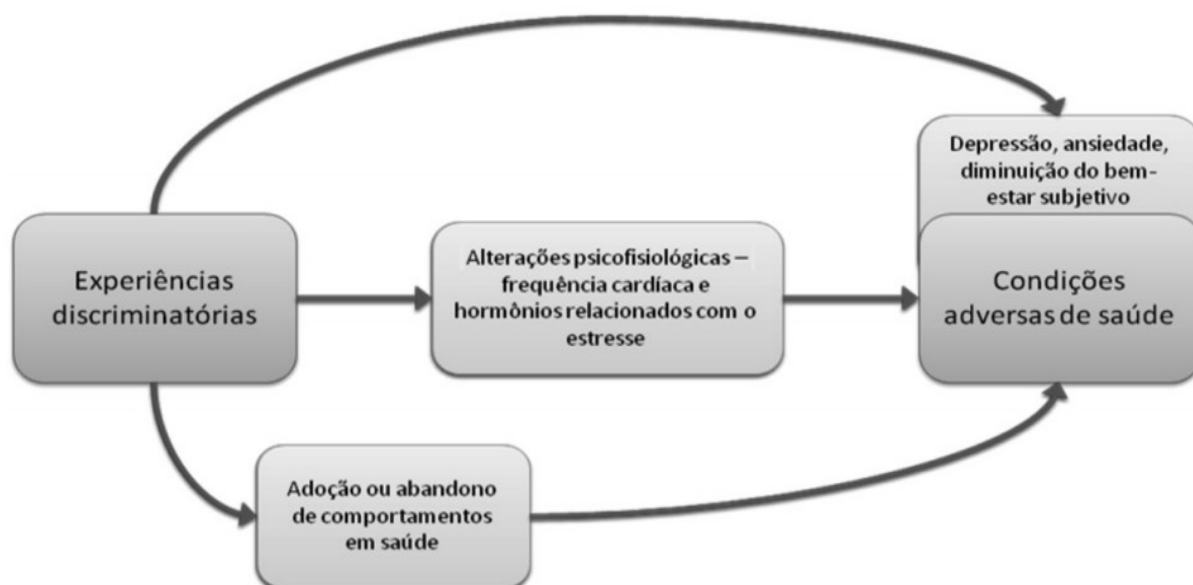 Depressão, ansiedade,
diminuição do bem-
estar subjetivo
Experiências
discriminatórias
Alterações psicofisiológicas –
frequência cardíaca e
hormônios relacionados com o
estresse
Condições
adversas de saúde
Adoção ou abandono
de comportamentos
em saúde